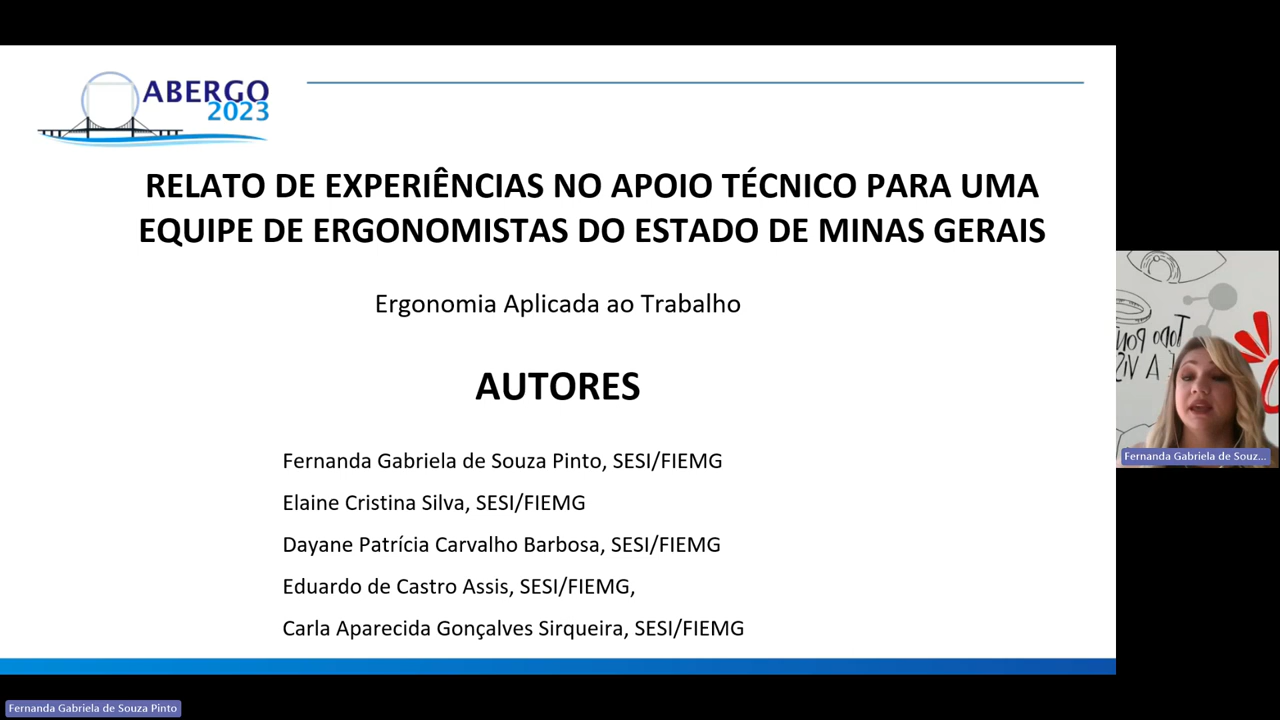 ABERGO
2023
RELATO DE EXPERIÊNCIAS NO APOIO TÉCNICO PARA UMA
EQUIPE DE ERGONOMISTAS DO ESTADO DE MINAS GERAIS
Ergonomia Aplicada ao Trabalho
AUTORES
Fernanda Gabriela de Souza Pinto, SESI/FIEMG
Elaine Cristina Silva, SESI/FIEMG
Dayane Patrícia Carvalho Barbosa, SESI/FIEMG
Eduardo de Castro Assis, SESI/FIEMG,
Carla Aparecida Gonçalves Sirqueira, SESI/FIEMG
TODO
É A
Fernanda Gabriela de Souz...
Fernanda Gabriela de Souza Pinto